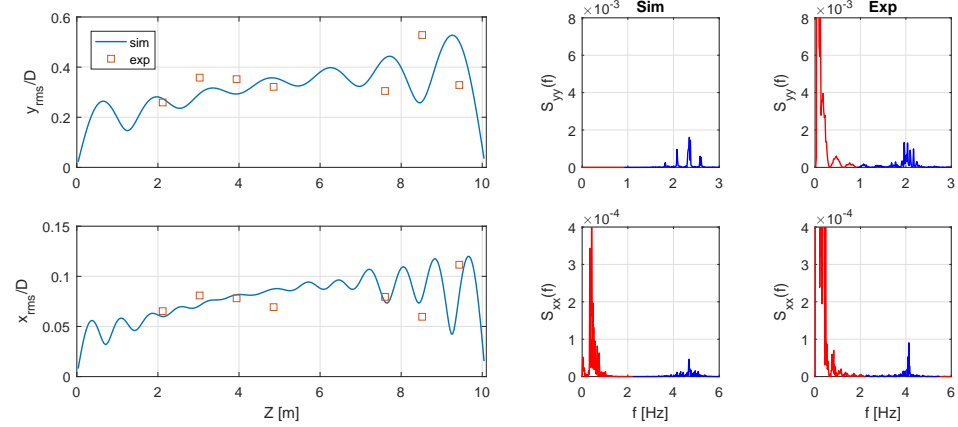 Sim
Exp
0.6
0.4
0.2
0
y_rms/D
sim
exp
0 2 4 6 8 10
×10^-3
8
6
4
2
0
S_yy(f)
0 1 2 3
×10^-3
8
6
4
2
0
S_yy(f)
0 1 2 3
0.15
0.1
0.05
0
x_rms/D
0 2 4 6 8 10
Z [m]
×10^-4
4
3
2
1
0
S_xx(f)
0 2 4 6
f [Hz]
×10^-4
4
3
2
1
0
S_xx(f)
0 2 4 6
f [Hz]